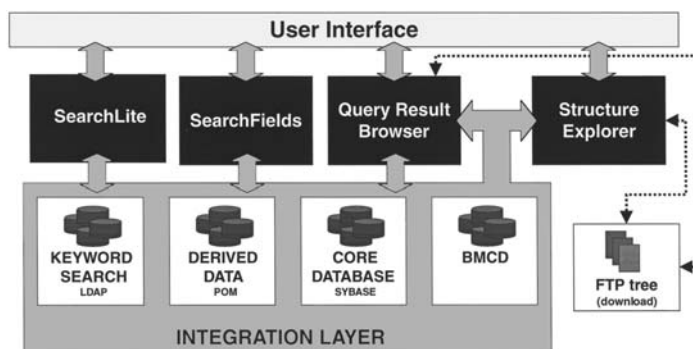 User Interface
SearchLite
SearchFields
Query Result
Browser
Structure
Explorer
KEYWORD
SEARCH
LDAP
DERIVED
DATA
POM
CORE
DATABASE
SYBASE
BMCD
FTP tree
(download)
INTEGRATION LAYER